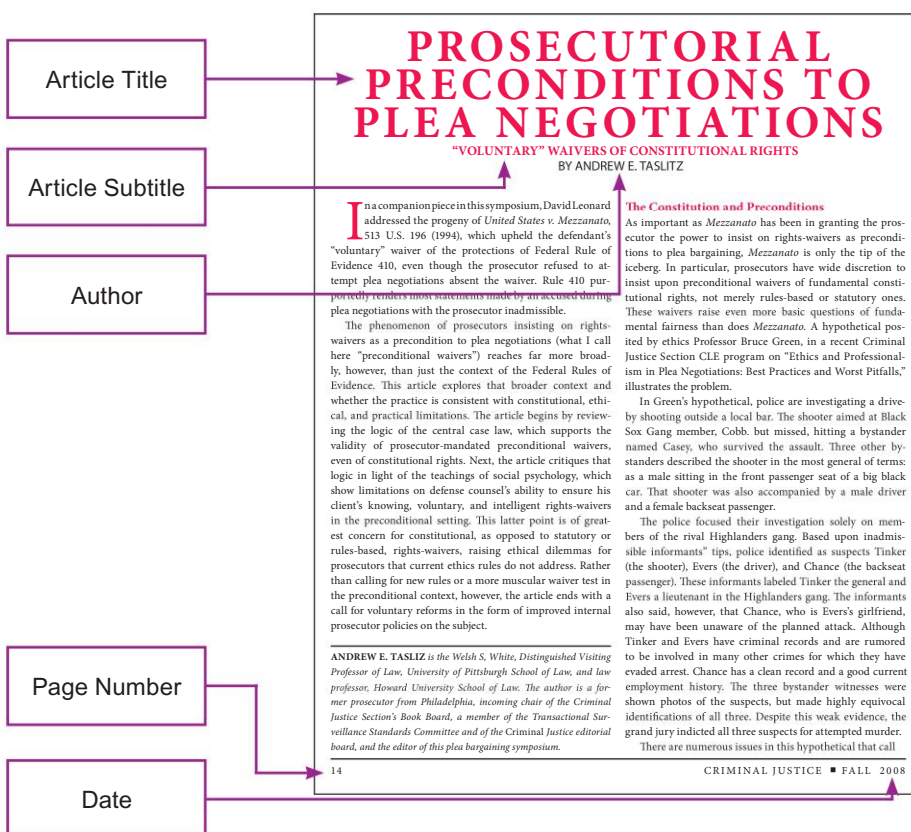 Article Title
Article Subtitle
Author
Page Number
Date
PROSECUTORIAL
PRECONDITIONS TO
PLEA NEGOTIATIONS
“VOLUNTARY” WAIVERS OF CONSTITUTIONAL RIGHTS
BY ANDREW E. TASLITZ
In a companion piece in this symposium, David Leonard
addressed the progeny of United States v. Mezzanato,
513 U.S. 196 (1994), which upheld the defendant's
“voluntary” waiver of the protections of Federal Rule of
Evidence 410, even though the prosecutor refused to at-
tempt plea negotiations absent the waiver. Rule 410 pur-
portedly renders most statements made by an accused during
plea negotiations with the prosecutor inadmissible.
The phenomenon of prosecutors insisting on rights-
waivers as a precondition to plea negotiations (what I call
here “preconditional waivers”) reaches far more broad-
ly, however, than just the context of the Federal Rules of
Evidence. This article explores that broader context and
whether the practice is consistent with constitutional, ethi-
cal, and practical limitations. The article begins by review-
ing the logic of the central case law, which supports the
validity of prosecutor-mandated preconditional waivers,
even of constitutional rights. Next, the article critiques that
logic in light of the teachings of social psychology, which
show limitations on defense counsel's ability to ensure his
client's knowing, voluntary, and intelligent rights-waivers
in the preconditional setting. This latter point is of great-
est concern for constitutional, as opposed to statutory or
rules-based, rights-waivers, raising ethical dilemmas for
prosecutors that current ethics rules do not address. Rather
than calling for new rules or a more muscular waiver test in
the preconditional context, however, the article ends with a
call for voluntary reforms in the form of improved internal
prosecutor policies on the subject.
ANDREW E. TASLIZ is the Welsh S, White, Distinguished Visiting
Professor of Law, University of Pittsburgh School of Law, and law
professor, Howard University School of Law. The author is a for-
mer prosecutor from Philadelphia, incoming chair of the Criminal
Justice Section's Book Board, a member of the Transactional Sur-
veillance Standards Committee and of the Criminal Justice editorial
board, and the editor of this plea bargaining symposium.
The Constitution and Preconditions
As important as Mezzanato has been in granting the pros-
ecutor the power to insist on rights-waivers as precondi-
tions to plea bargaining, Mezzanato is only the tip of the
iceberg. In particular, prosecutors have wide discretion to
insist upon preconditional waivers of fundamental consti-
tutional rights, not merely rules-based or statutory ones.
These waivers raise even more basic questions of funda-
mental fairness than does Mezzanato. A hypothetical pos-
ited by ethics Professor Bruce Green, in a recent Criminal
Justice Section CLE program on “Ethics and Professional-
ism in Plea Negotiations: Best Practices and Worst Pitfalls,”
illustrates the problem.
In Green's hypothetical, police are investigating a drive-
by shooting outside a local bar. The shooter aimed at Black
Sox Gang member, Cobb. but missed, hitting a bystander
named Casey, who survived the assault. Three other by-
standers described the shooter in the most general of terms:
as a male sitting in the front passenger seat of a big black
car. That shooter was also accompanied by a male driver
and a female backseat passenger.
The police focused their investigation solely on mem-
bers of the rival Highlanders gang. Based upon inadmis-
sible informants” tips, police identified as suspects Tinker
(the shooter), Evers (the driver), and Chance (the backseat
passenger). These informants labeled Tinker the general and
Evers a lieutenant in the Highlanders gang. The informants
also said, however, that Chance, who is Evers's girlfriend,
may have been unaware of the planned attack. Although
Tinker and Evers have criminal records and are rumored
to be involved in many other crimes for which they have
evaded arrest. Chance has a clean record and a good current
employment history. The three bystander witnesses were
shown photos of the suspects, but made highly equivocal
identifications of all three. Despite this weak evidence, the
grand jury indicted all three suspects for attempted murder.
There are numerous issues in this hypothetical that call
14
CRIMINAL JUSTICE ■ FALL 2008